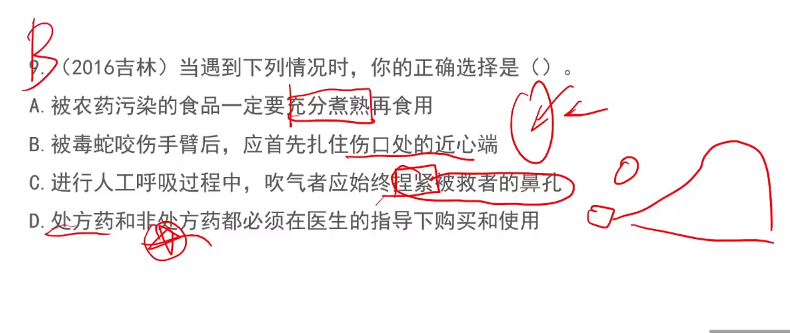 B
9.（2016吉林）当遇到下列情况时，你的正确选择是（）。
A.被农药污染的食品一定要充分煮熟再食用
B.被毒蛇咬伤手臂后，应首先扎住伤口处的近心端
C.进行人工呼吸过程中，吹气者应始终捏紧被救者的鼻孔
D.处方药和非处方药都必须在医生的指导下购买和使用